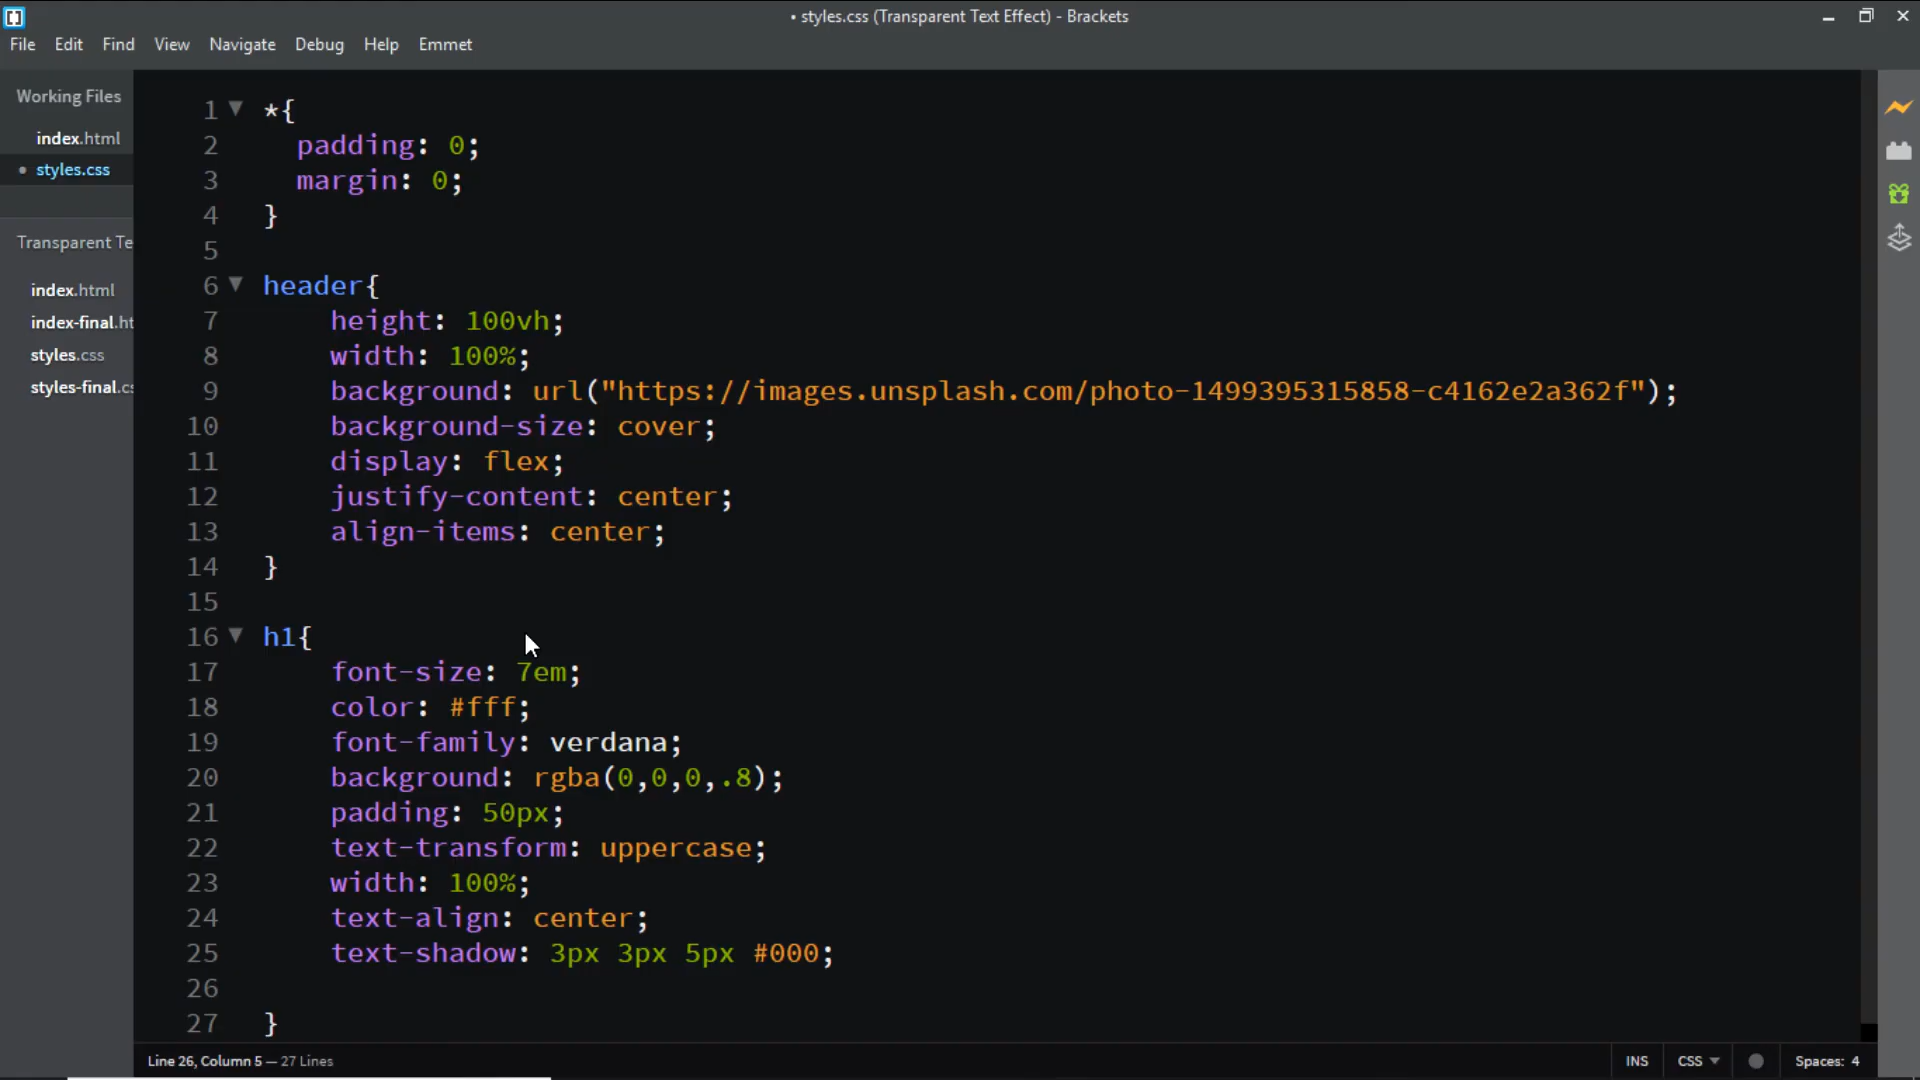 • styles.css (Transparent Text Effect) - Brackets
File Edit Find View Navigate Debug Help Emmet
Working Files
index.html
• styles.css
Transparent Te
index.html
index-final.ht
styles.css
styles-final.cs
1 *{
2 padding: 0;
3 margin: 0;
4 }
5
6 header{
7 height: 100vh;
8 width: 100%;
9 background: url("https://images.unsplash.com/photo-1499395315858-c4162e2a362f");
10 background-size: cover;
11 display: flex;
12 justify-content: center;
13 align-items: center;
14 }
15
16 h1{
17 font-size: 7em;
18 color: #fff;
19 font-family: verdana;
20 background: rgba(0,0,0,.8);
21 padding: 50px;
22 text-transform: uppercase;
23 width: 100%;
24 text-align: center;
25 text-shadow: 3px 3px 5px #000;
26
27 }
Line 26, Column 5 — 27 Lines
INS CSS Spaces: 4